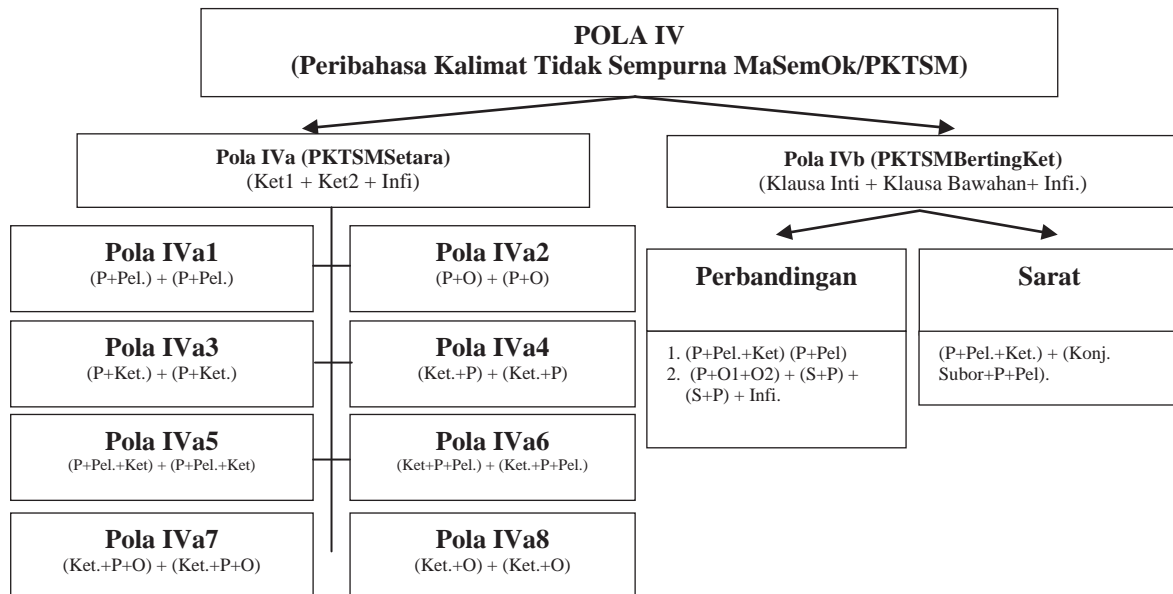 POLA IV
(Peribahasa Kalimat Tidak Sempurna MaSemOk/PKTSM)
Pola IVa (PKTSMSetara)
(Ket1 + Ket2 + Infi)
Pola IVb (PKTSMBertingKet)
(Klausa Inti + Klausa Bawahan+ Infi.)
Pola IVa1
(P+Pel.) + (P+Pel.)
Pola IVa2
(P+O) + (P+O)
Pola IVa3
(P+Ket.) + (P+Ket.)
Pola IVa4
(Ket.+P) + (Ket.+P)
Pola IVa5
(P+Pel.+Ket) + (P+Pel.+Ket)
Pola IVa6
(Ket+P+Pel.) + (Ket.+P+Pel.)
Pola IVa7
(Ket.+P+O) + (Ket.+P+O)
Pola IVa8
(Ket.+O) + (Ket.+O)
Perbandingan
1. (P+Pel.+Ket) (P+Pel)
2. (P+O1+O2) + (S+P) +
(S+P) + Infi.
Sarat
(P+Pel.+Ket.) + (Konj.
Subor+P+Pel).